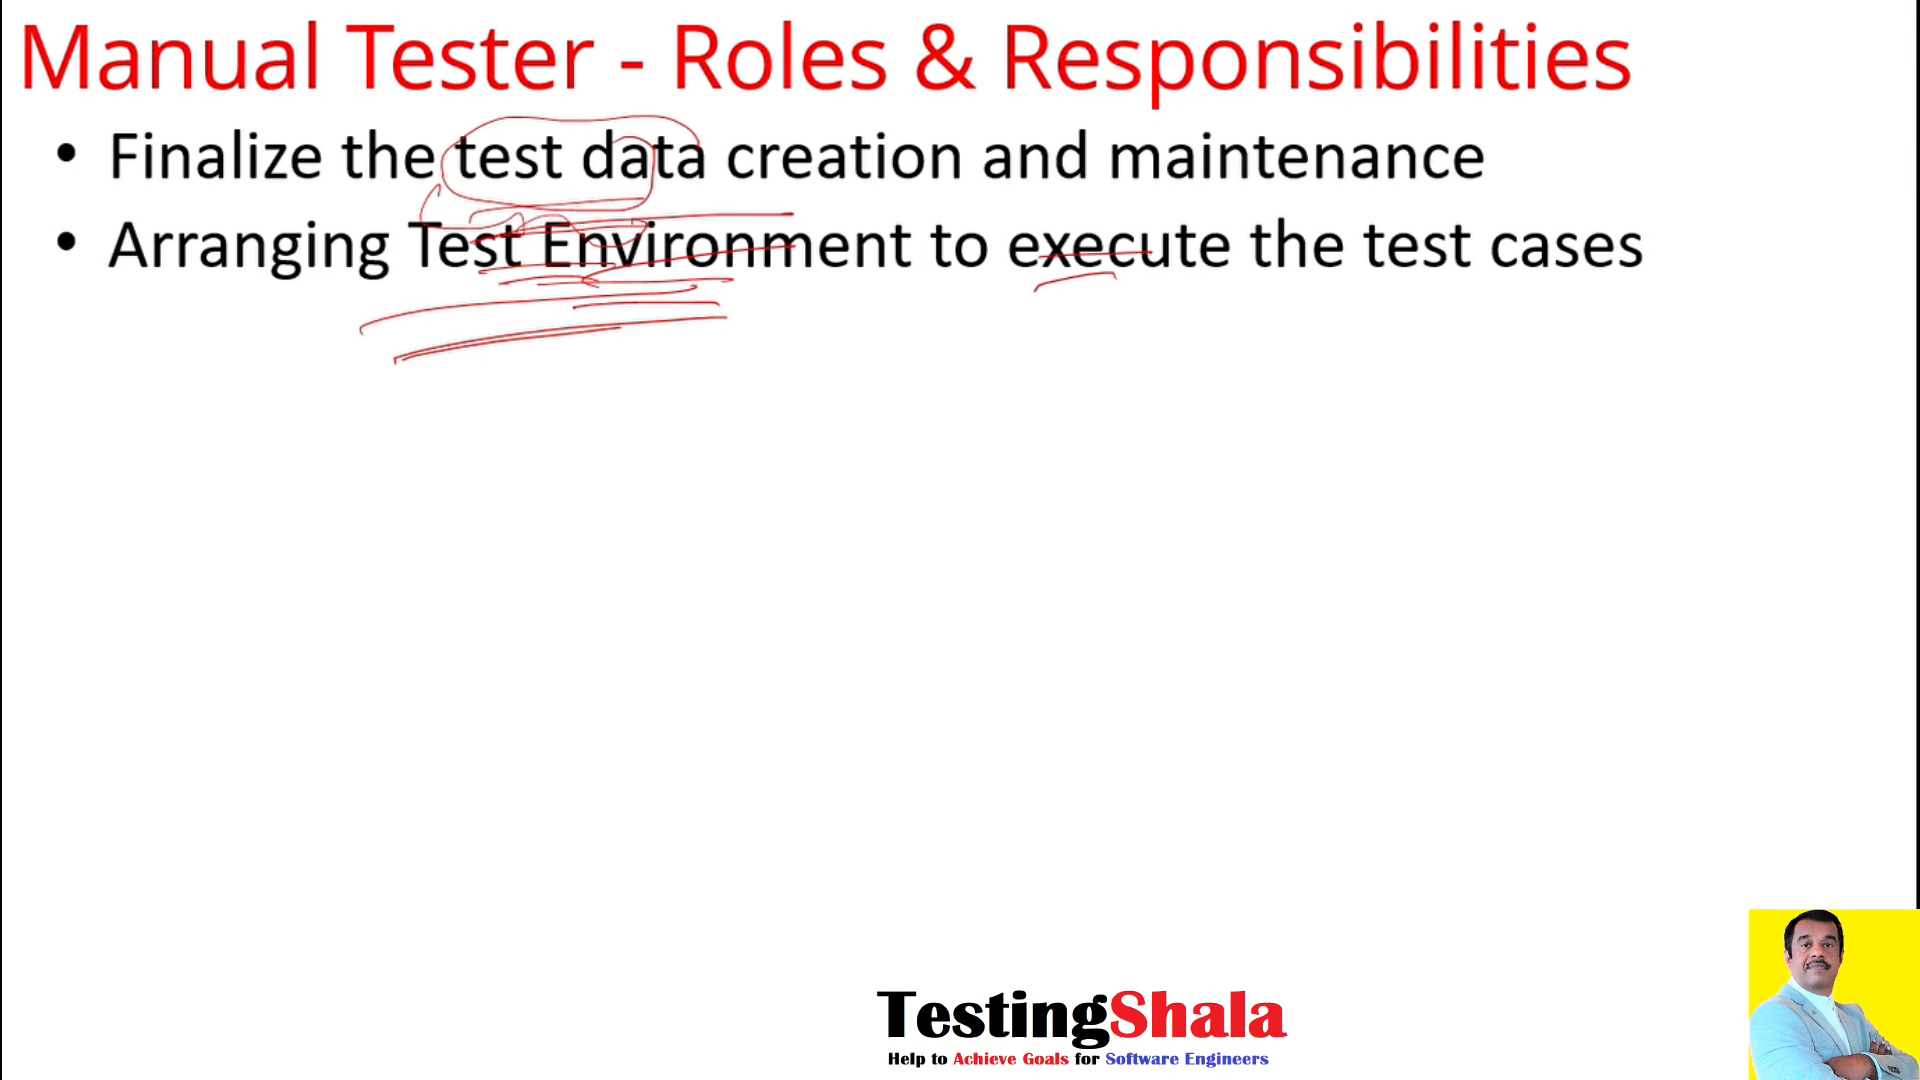 Manual Tester - Roles & Responsibilities
• Finalize the test data creation and maintenance
• Arranging Test Environment to execute the test cases
TestingShala
Help to Achieve Goals for Software Engineers